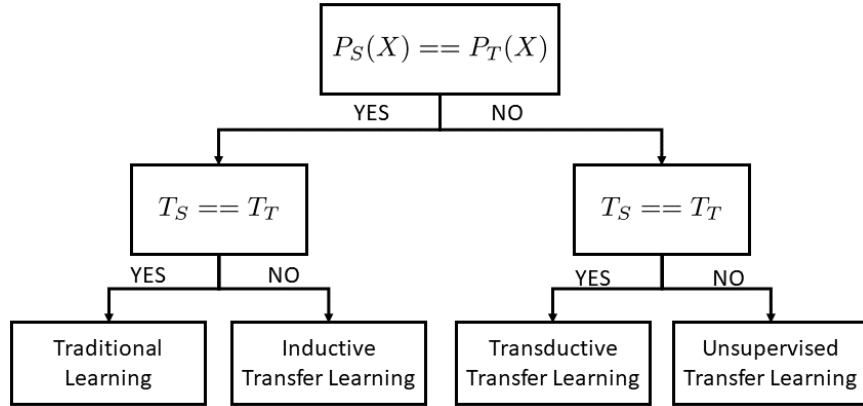 P_S(X) == P_T(X)
YES NO
T_S == T_T T_S == T_T
YES NO YES NO
Traditional
Learning
Inductive
Transfer Learning
Transductive
Transfer Learning
Unsupervised
Transfer Learning